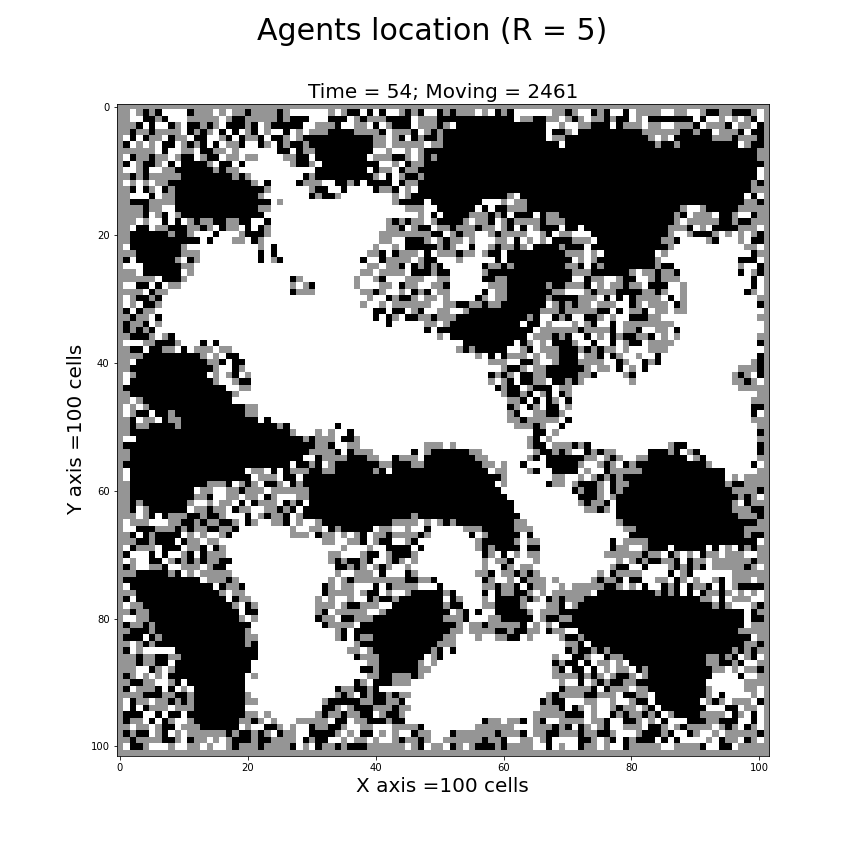 Agents location (R = 5)
Time = 54; Moving = 2461
0
20
40
60
80
100
Y axis =100 cells
0 20 40 60 80 100
X axis =100 cells